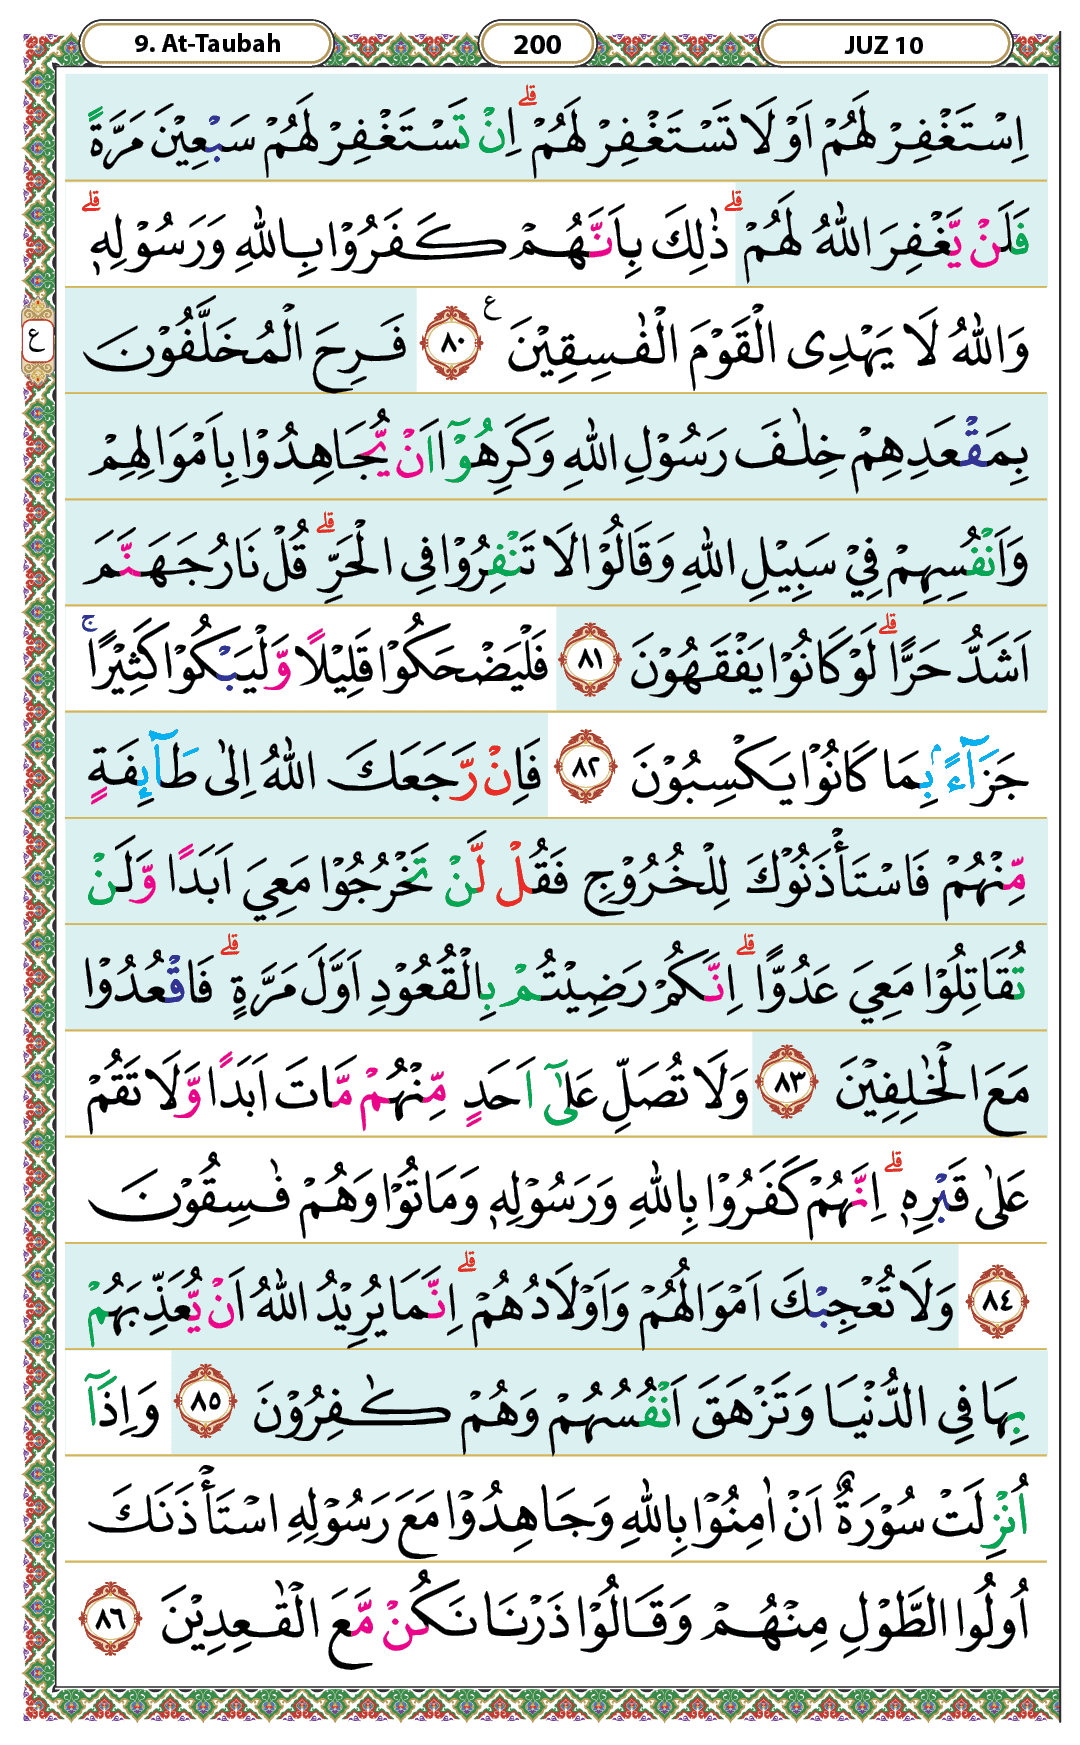 9. At-Taubah 200 JUZ 10
اِسْتَغْفِرْ لَهُمْ اَوْ لَا تَسْتَغْفِرْ لَهُمْ ۗ اِنْ تَسْتَغْفِرْ لَهُمْ سَبْعِيْنَ مَرَّةً
فَلَنْ يَّغْفِرَ اللّٰهُ لَهُمْ ۗ ذٰلِكَ بِاَنَّهُمْ كَفَرُوْا بِاللّٰهِ وَرَسُوْلِهٖ ۗ
وَاللّٰهُ لَا يَهْدِى الْقَوْمَ الْفٰسِقِيْنَ ࣖ ٨٠ فَرِحَ الْمُخَلَّفُوْنَ
ع
بِمَقْعَدِهِمْ خِلٰفَ رَسُوْلِ اللّٰهِ وَكَرِهُوْٓا اَنْ يُّجَاهِدُوْا بِاَمْوَالِهِمْ
وَاَنْفُسِهِمْ فِيْ سَبِيْلِ اللّٰهِ وَقَالُوْا لَا تَنْفِرُوْا فِى الْحَرِّ ۗ قُلْ نَارُ جَهَنَّمَ
اَشَدُّ حَرًّا ۗ لَوْ كَانُوْا يَفْقَهُوْنَ ٨١ فَلْيَضْحَكُوْا قَلِيْلًا وَّلْيَبْكُوْا كَثِيْرًا ۚ
جَزَاۤءًۢ بِمَا كَانُوْا يَكْسِبُوْنَ ٨٢ فَاِنْ رَّجَعَكَ اللّٰهُ اِلٰى طَاۤىِٕفَةٍ
مِّنْهُمْ فَاسْتَأْذَنُوْكَ لِلْخُرُوْجِ فَقُلْ لَّنْ تَخْرُجُوْا مَعِيَ اَبَدًا وَّلَنْ
تُقَاتِلُوْا مَعِيَ عَدُوًّا ۗ اِنَّكُمْ رَضِيْتُمْ بِالْقُعُوْدِ اَوَّلَ مَرَّةٍ ۗ فَاقْعُدُوْا
مَعَ الْخٰلِفِيْنَ ٨٣ وَلَا تُصَلِّ عَلٰٓى اَحَدٍ مِّنْهُمْ مَّاتَ اَبَدًا وَّلَا تَقُمْ
عَلٰى قَبْرِهٖ ۗ اِنَّهُمْ كَفَرُوْا بِاللّٰهِ وَرَسُوْلِهٖ وَمَاتُوْا وَهُمْ فٰسِقُوْنَ
٨٤ وَلَا تُعْجِبْكَ اَمْوَالُهُمْ وَاَوْلَادُهُمْ ۗ اِنَّمَا يُرِيْدُ اللّٰهُ اَنْ يُّعَذِّبَهُمْ
بِهَا فِى الدُّنْيَا وَتَزْهَقَ اَنْفُسُهُمْ وَهُمْ كٰفِرُوْنَ ٨٥ وَاِذَآ
اُنْزِلَتْ سُوْرَةٌ اَنْ اٰمِنُوْا بِاللّٰهِ وَجَاهِدُوْا مَعَ رَسُوْلِهِ اسْتَأْذَنَكَ
اُولُوا الطَّوْلِ مِنْهُمْ وَقَالُوْا ذَرْنَا نَكُنْ مَّعَ الْقٰعِدِيْنَ ٨٦